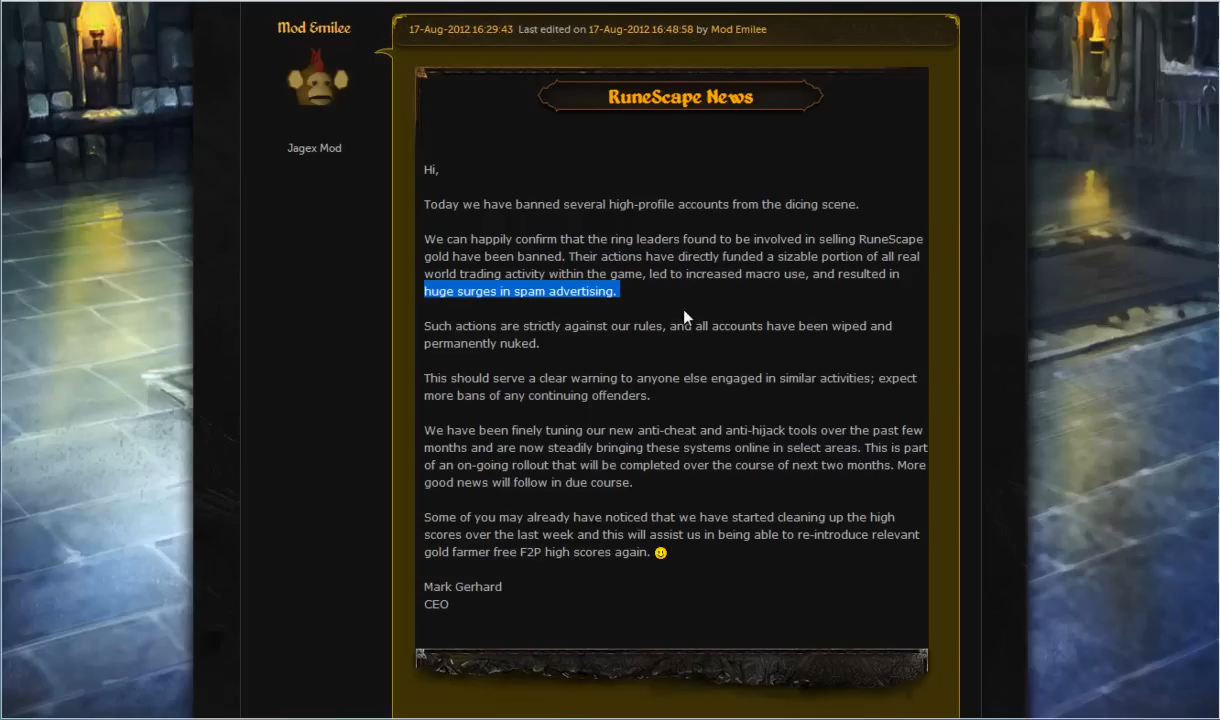 Mod Emilee
17-Aug-2012 16:29:43 Last edited on 17-Aug-2012 16:48:58 by Mod Emilee
RuneScape News
Jagex Mod
Hi,
Today we have banned several high-profile accounts from the dicing scene.
We can happily confirm that the ring leaders found to be involved in selling RuneScape
gold have been banned. Their actions have directly funded a sizable portion of all real
world trading activity within the game, led to increased macro use, and resulted in
huge surges in spam advertising.
Such actions are strictly against our rules, and all accounts have been wiped and
permanently nuked.
This should serve a clear warning to anyone else engaged in similar activities; expect
more bans of any continuing offenders.
We have been finely tuning our new anti-cheat and anti-hijack tools over the past few
months and are now steadily bringing these systems online in select areas. This is part
of an on-going rollout that will be completed over the course of next two months. More
good news will follow in due course.
Some of you may already have noticed that we have started cleaning up the high
scores over the last week and this will assist us in being able to re-introduce relevant
gold farmer free F2P high scores again.
Mark Gerhard
CEO